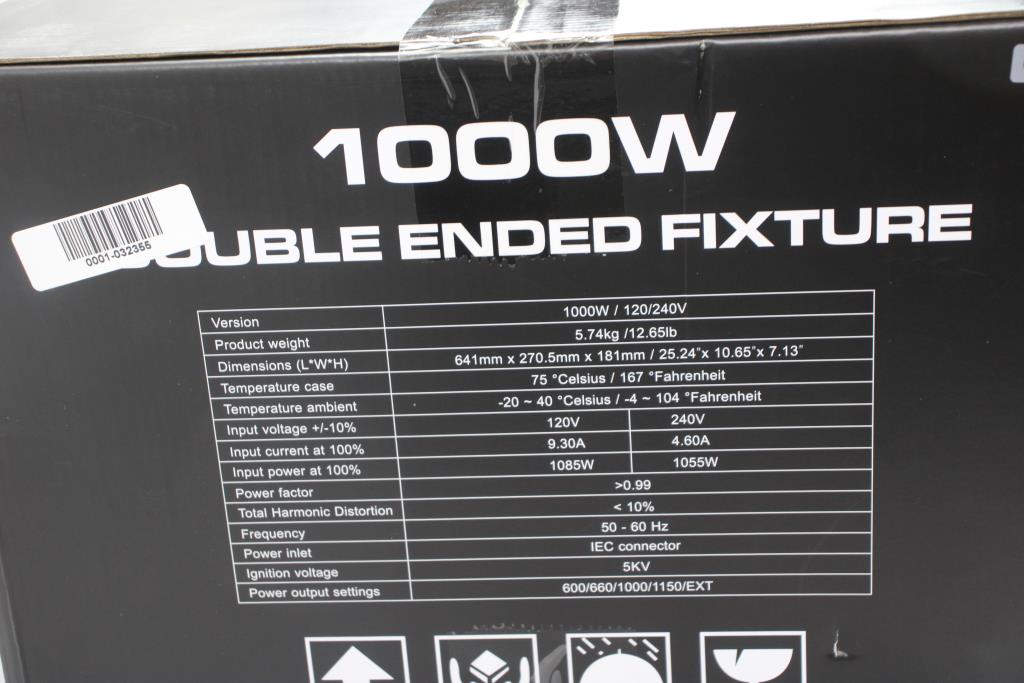 1000W
0001-032355
DOUBLE ENDED FIXTURE
Version 1000W / 120/240V
Product weight 5.74kg /12.65lb
Dimensions (L*W*H) 641mm x 270.5mm x 181mm / 25.24"x 10.65"x 7.13"
Temperature case 75 °Celsius / 167 °Fahrenheit
Temperature ambient -20 ~ 40 °Celsius / -4 ~ 104 °Fahrenheit
Input voltage +/-10% 120V 240V
Input current at 100% 9.30A 4.60A
Input power at 100% 1085W 1055W
Power factor >0.99
Total Harmonic Distortion < 10%
Frequency 50 - 60 Hz
Power inlet IEC connector
Ignition voltage 5KV
Power output settings 600/660/1000/1150/EXT